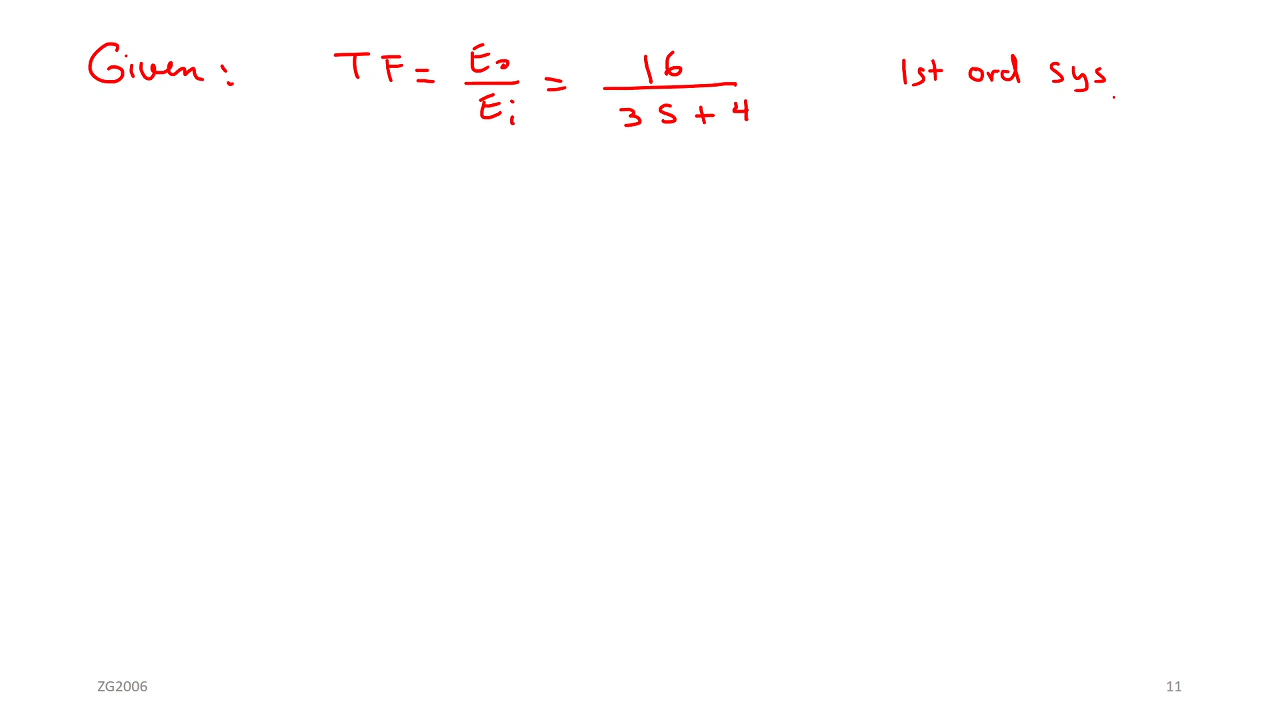 Given: TF = Eo/Ei = 16/(3S+4) 1st ord sys.
ZG2006 11